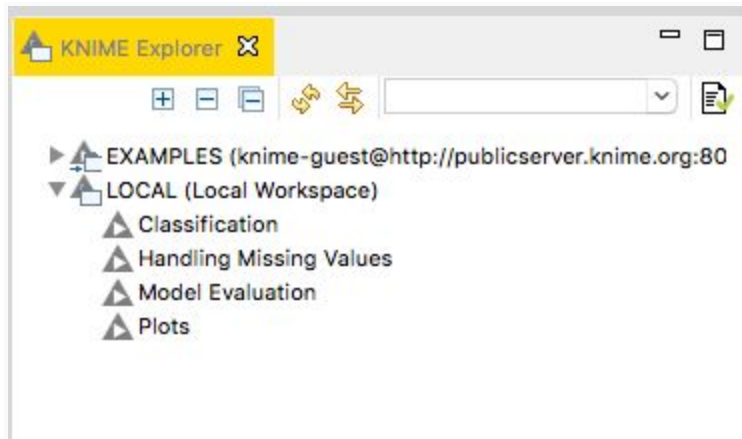 KNIME Explorer
EXAMPLES (knime-guest@http://publicserver.knime.org:80
LOCAL (Local Workspace)
Classification
Handling Missing Values
Model Evaluation
Plots